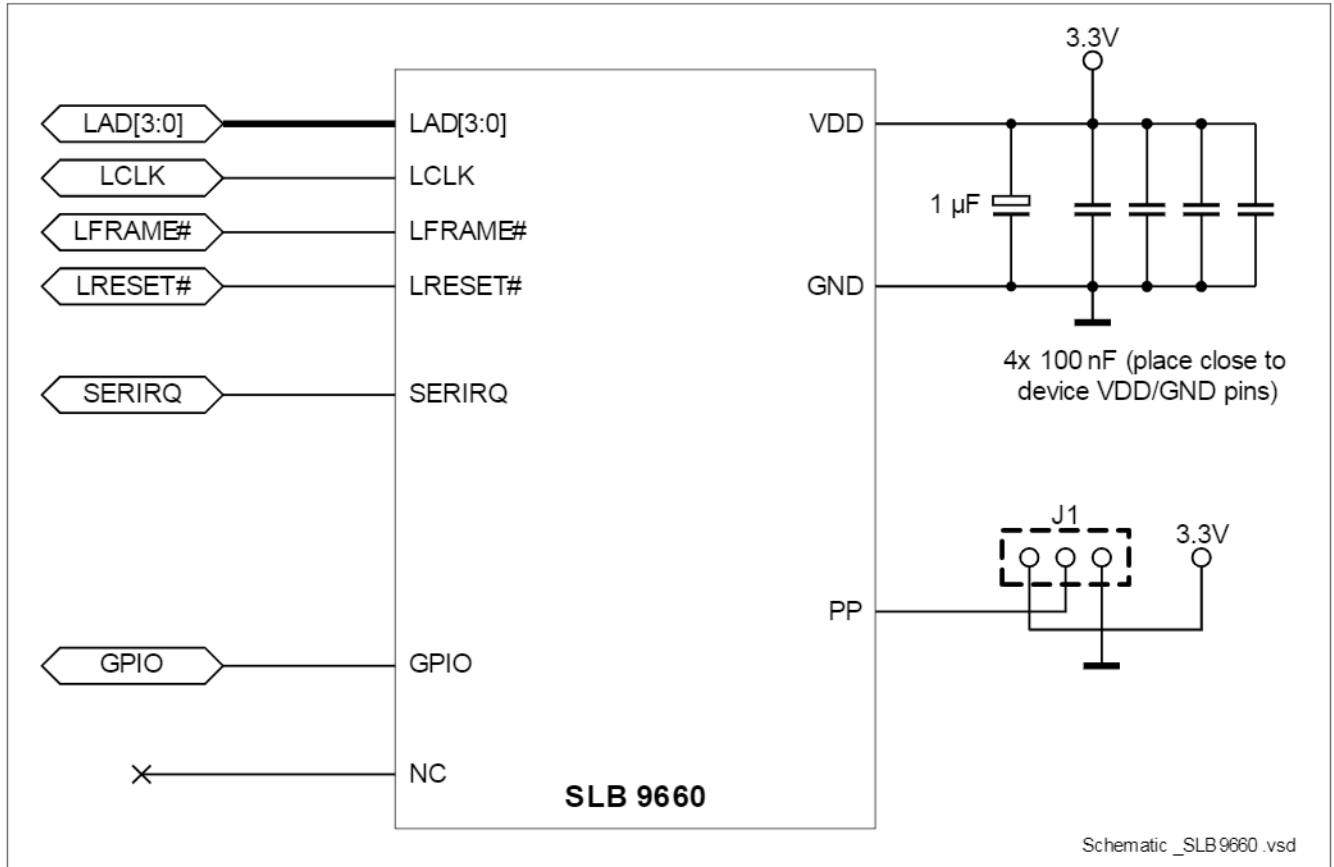 3.3V
LAD[3:0] LAD[3:0] VDD
LCLK LCLK
1 µF
LFRAME# LFRAME#
LRESET# LRESET# GND
4x 100 nF (place close to
device VDD/GND pins)
SERIRQ SERIRQ
J1
3.3V
PP
GPIO GPIO
NC
SLB 9660
Schematic _SLB9660 .vsd